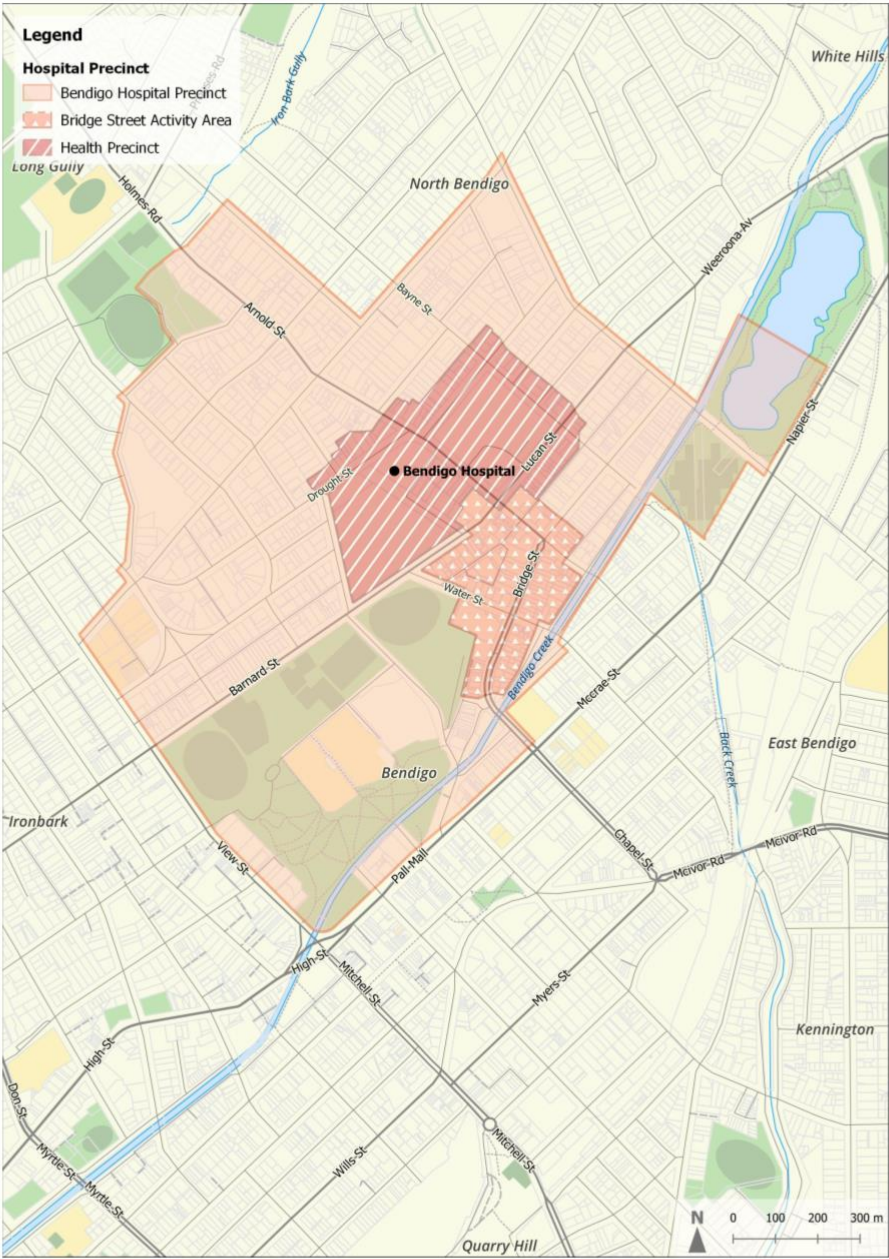 Legend
Hospital Precinct
Bendigo Hospital Precinct
Bridge Street Activity Area
Health Precinct
White Hills
Iron Bark Gully
Long Gully
Holmes-Rd
North Bendigo
Weeroona-Av
Bayne-St
Arnold-St
Napier-St
Lucan-St
Bendigo Hospital
Drought-St
Bridge-St
Water-St
Bendigo Creek
Barnard-St
Mccrae-St
Back Creek
East Bendigo
Bendigo
Ironbark
View-St
Pall-Mall
Chapel-St
Mcivor-Rd
Mcivor-Rd
High-St
Mitchell-St
Myers-St
Kennington
High-St
Don-St
Myrtle-St
Myrtle-St
Wills-St
Mitchell-St
Quarry Hill
N
0 100 200 300 m